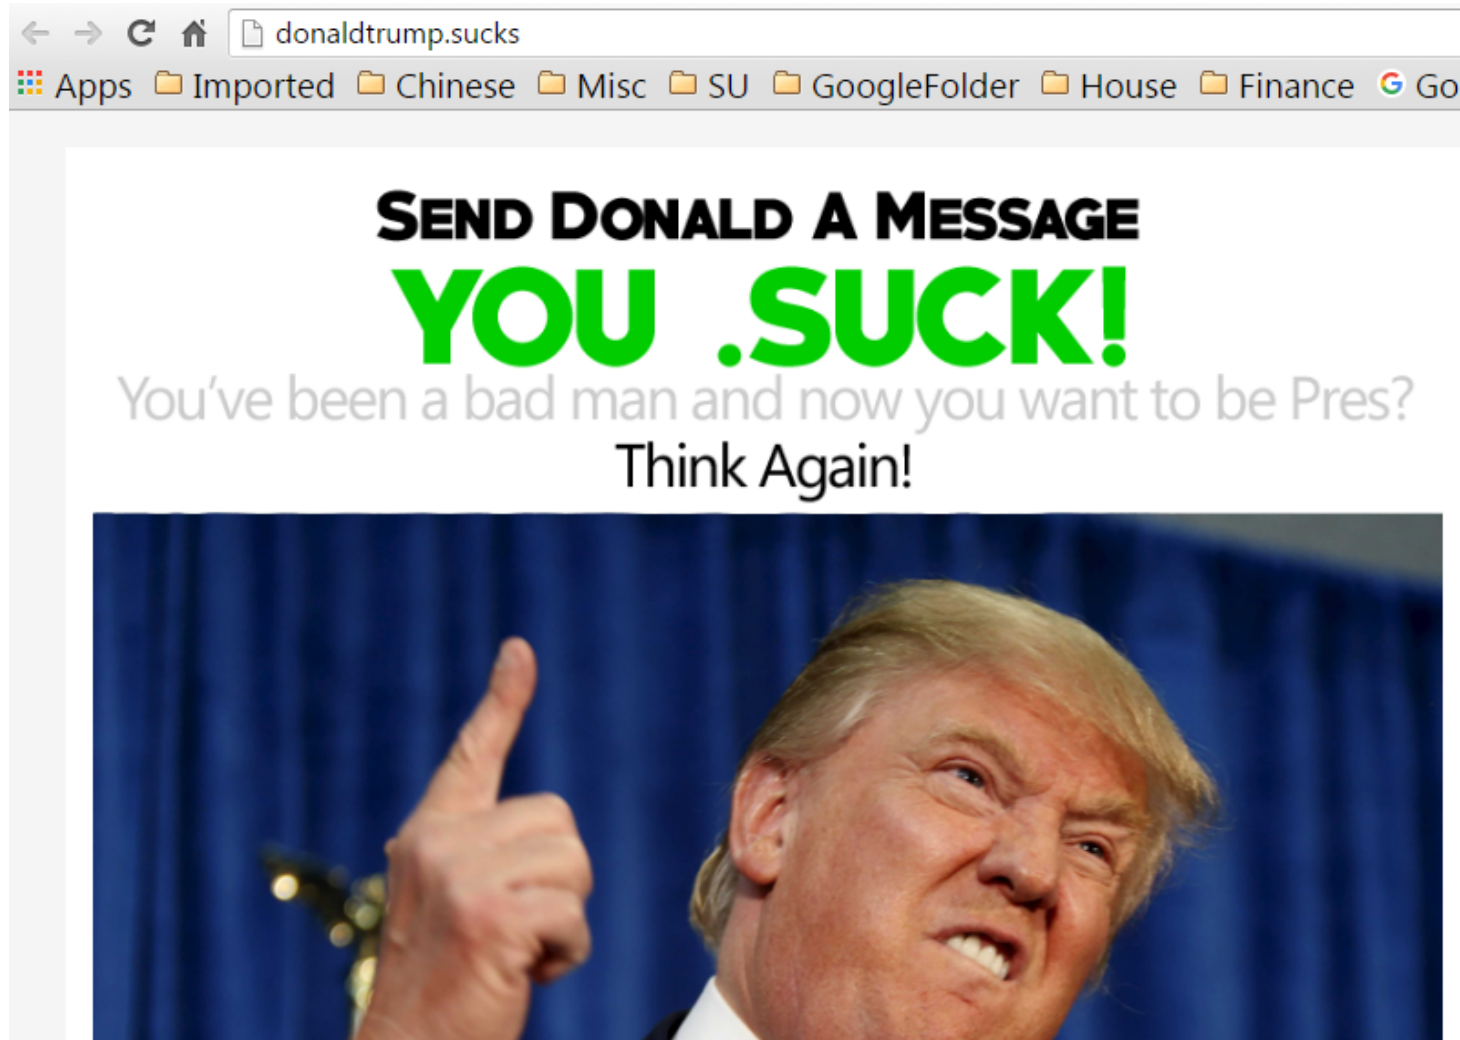 donaldtrump.sucks
Apps Imported Chinese Misc SU GoogleFolder House Finance Go
SEND DONALD A MESSAGE
YOU .SUCK!
You've been a bad man and now you want to be Pres?
Think Again!